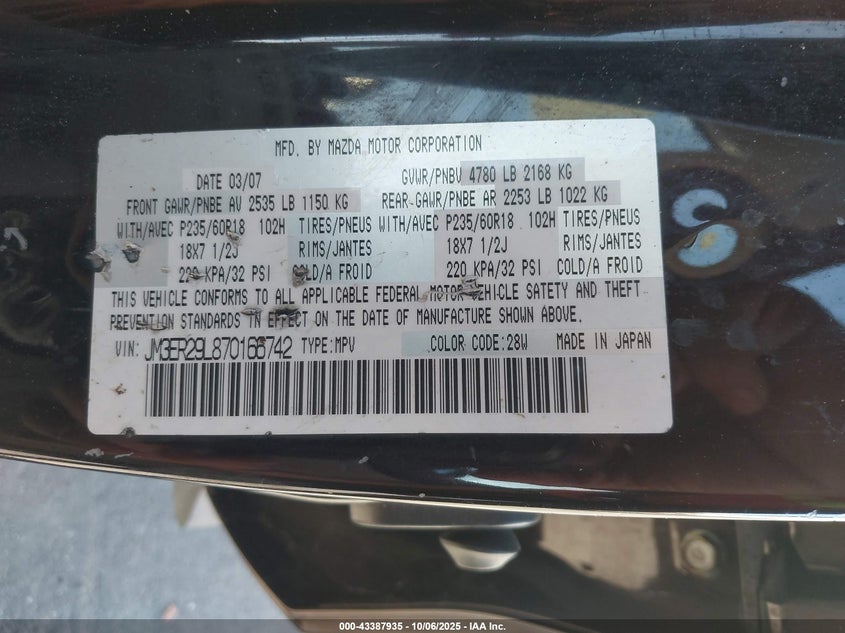 MFD. BY MAZDA MOTOR CORPORATION
DATE 03/07 GVWR/PNBV 4780 LB 2168 KG
FRONT GAWR/PNBE AV 2535 LB 1150 KG REAR GAWR/PNBE AR 2253 LB 1022 KG
WITH/AVEC P235/60R18 102H TIRES/PNEUS WITH/AVEC P235/60R18 102H TIRES/PNEUS
18X7 1/2J RIMS/JANTES 18X7 1/2J RIMS/JANTES
220 KPA/32 PSI COLD/A FROID 220 KPA/32 PSI COLD/A FROID
THIS VEHICLE CONFORMS TO ALL APPLICABLE FEDERAL MOTOR VEHICLE SAFETY AND THEFT
PREVENTION STANDARDS IN EFFECT ON THE DATE OF MANUFACTURE SHOWN ABOVE.
VIN: JM3ER29L870166742 TYPE:MPV COLOR CODE:28W MADE IN JAPAN
000-43387935 - 10/06/2025 - IAA Inc.